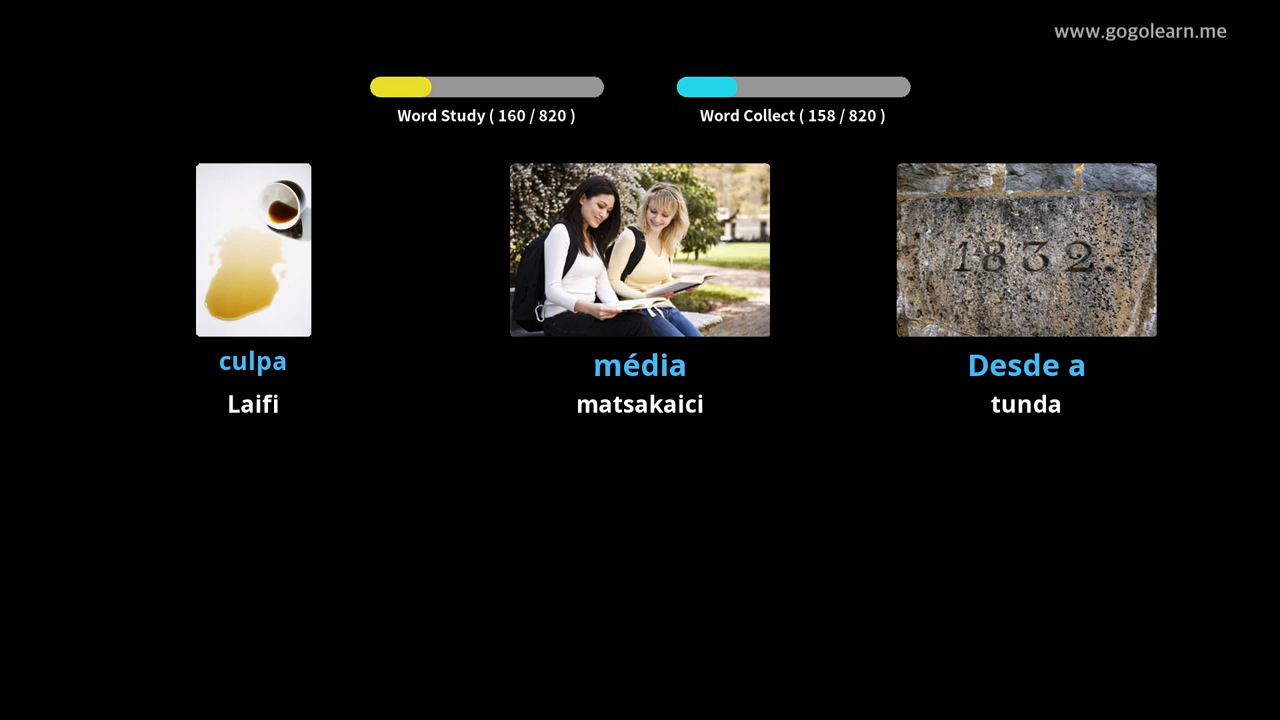 www.gogolearn.me
Word Study ( 160 / 820 )
Word Collect ( 158 / 820 )
1832.
culpa
média
Desde a
Laifi
matsakaici
tunda